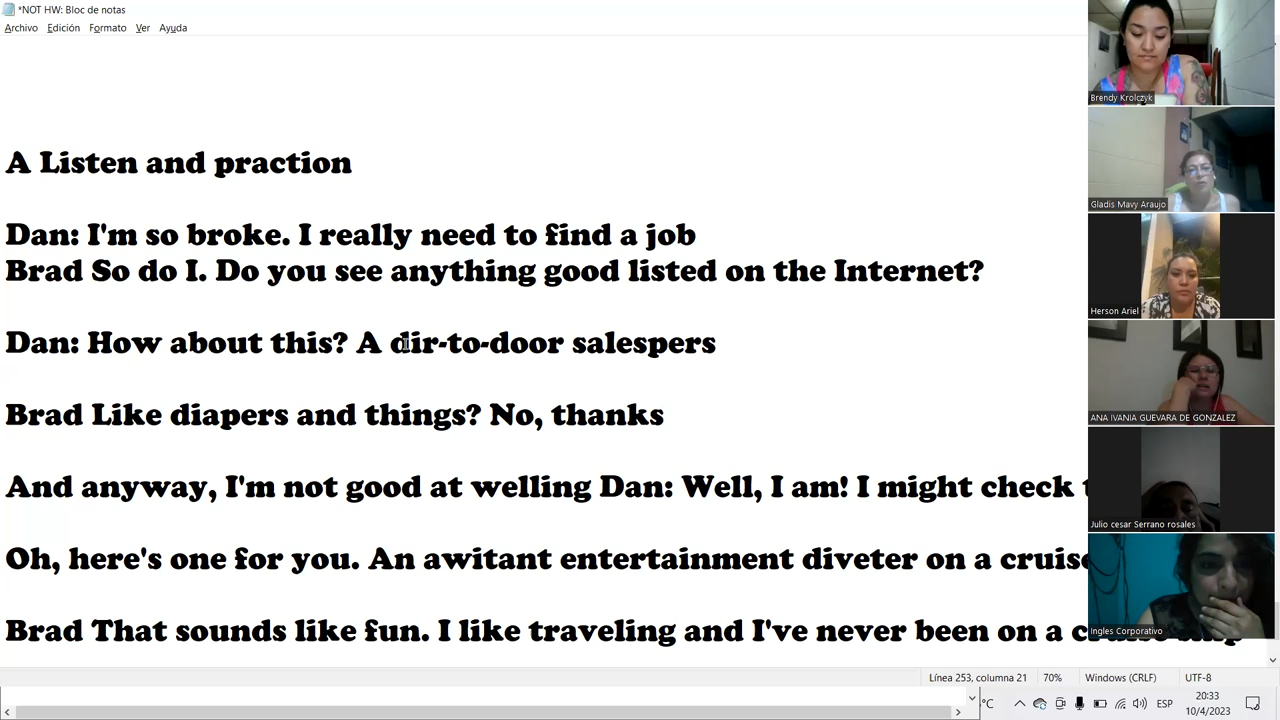 *NOT HW: Bloc de notas
Archivo Edición Formato Ver Ayuda
A Listen and praction
Dan: I'm so broke. I really need to find a job
Brad So do I. Do you see anything good listed on the Internet?
Dan: How about this? A dir-to-door salespers
Brad Like diapers and things? No, thanks
And anyway, I'm not good at welling Dan: Well, I am! I might check
Oh, here's one for you. An awitant entertainment diveter on a cruise
Brad That sounds like fun. I like traveling and I've never been on a cruise ship
Brendy Krolczyk
Gladis Mavy Araujo
Herson Ariel
ANA IVANIA GUEVARA DE GONZALEZ
Julio cesar Serrano rosales
Ingles Corporativo
Línea 253, columna 21 70% Windows (CRLF) UTF-8
°C ESP 20:33
10/4/2023